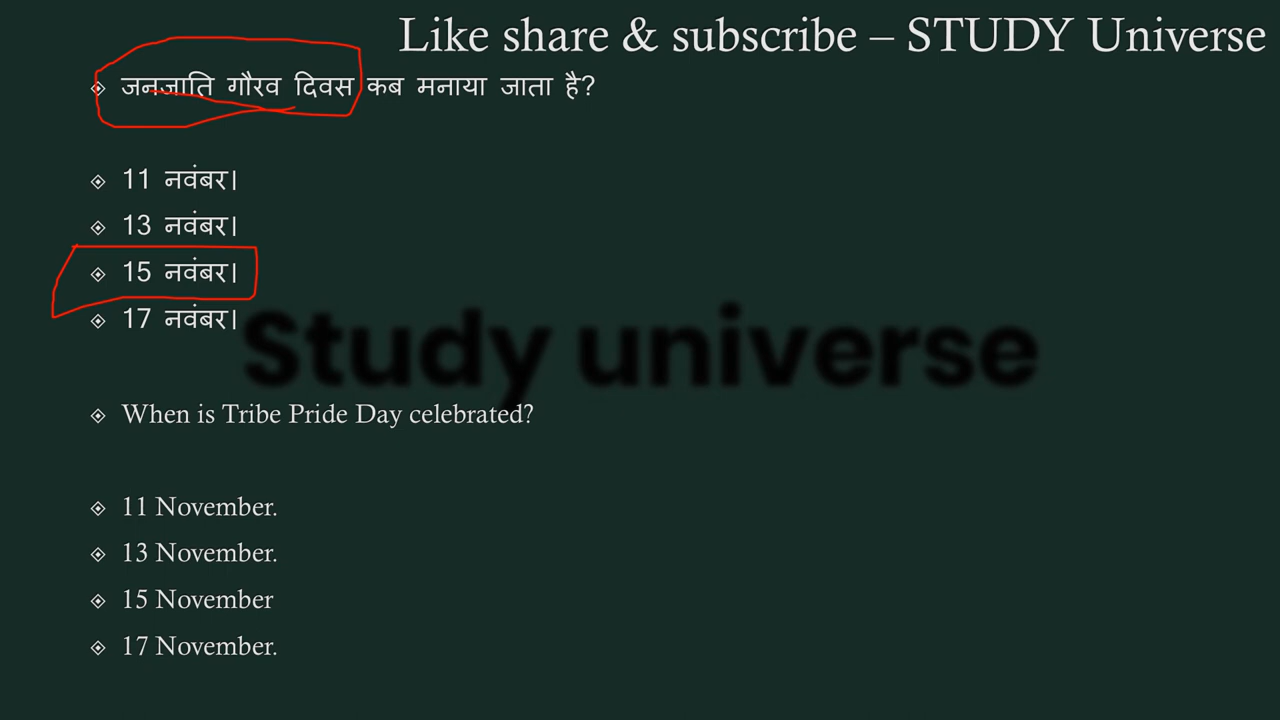 Like share & subscribe – STUDY Universe
जनजाति गौरव दिवस कब मनाया जाता है?
11 नवंबर।
13 नवंबर।
15 नवंबर।
17 नवंबर।
Study universe
When is Tribe Pride Day celebrated?
11 November.
13 November.
15 November
17 November.